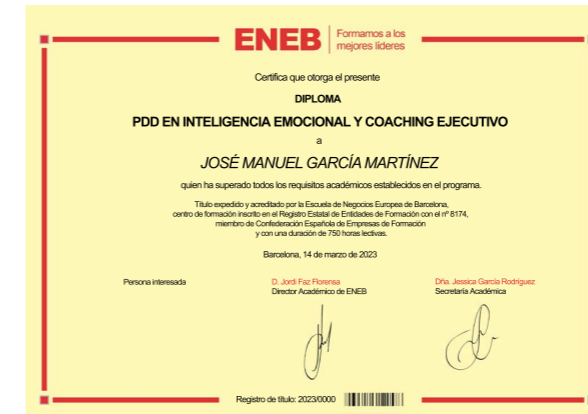 ENEB
Formamos a los
mejores líderes
Certifica que otorga el presente
DIPLOMA
PDD EN INTELIGENCIA EMOCIONAL Y COACHING EJECUTIVO
a
JOSÉ MANUEL GARCÍA MARTÍNEZ
quien ha superado todos los requisitos académicos establecidos en el programa.
Título expedido y acreditado por la Escuela de Negocios Europea de Barcelona,
centro de formación inscrito en el Registro Estatal de Entidades de Formación con el nº 8174,
miembro de Confederación Española de Empresas de Formación
y con una duración de 750 horas lectivas.
Barcelona, 14 de marzo de 2023
Persona interesada
D. Jordi Faz Florensa
Director Académico de ENEB
Dña. Jessica García Rodríguez
Secretaría Académica
Registro de título: 2023/0000